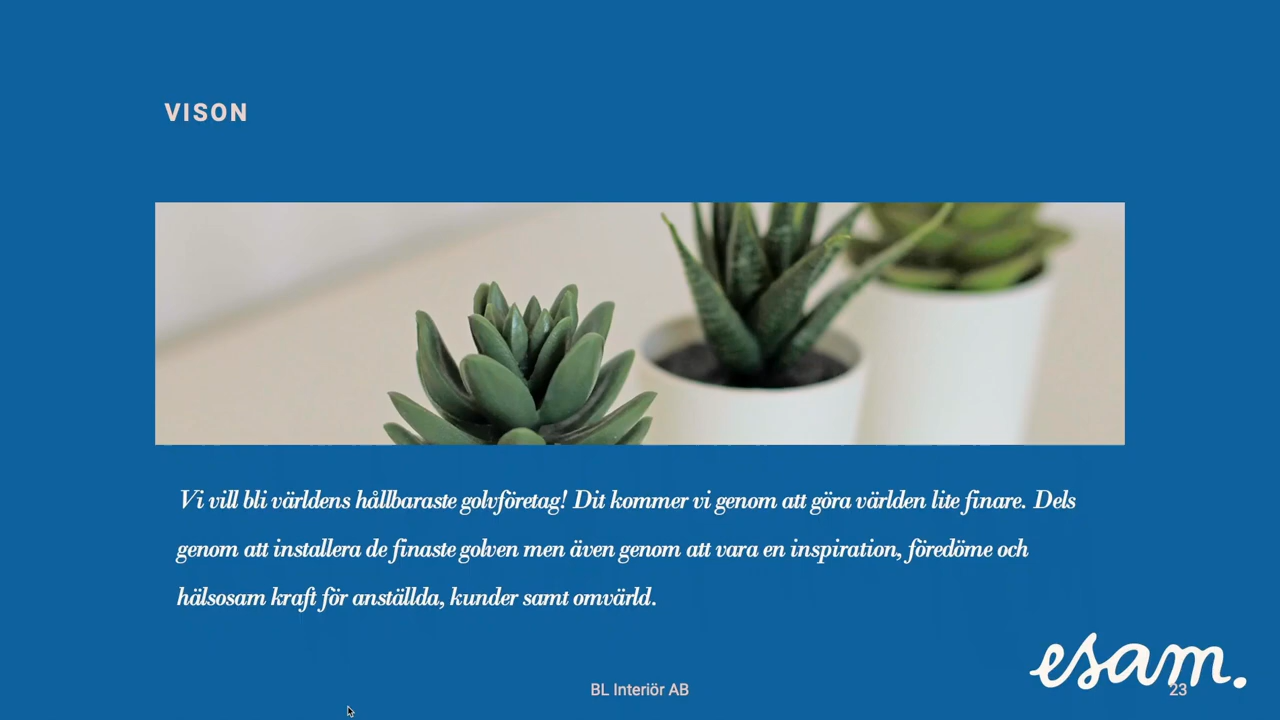 VISON
Vi vill bli världens hållbaraste golvföretag! Dit kommer vi genom att göra världen lite finare. Dels
genom att installera de finaste golven men även genom att vara en inspiration, föredöme och
hälsosam kraft för anställda, kunder samt omvärld.
esam.
BL Interiör AB
23